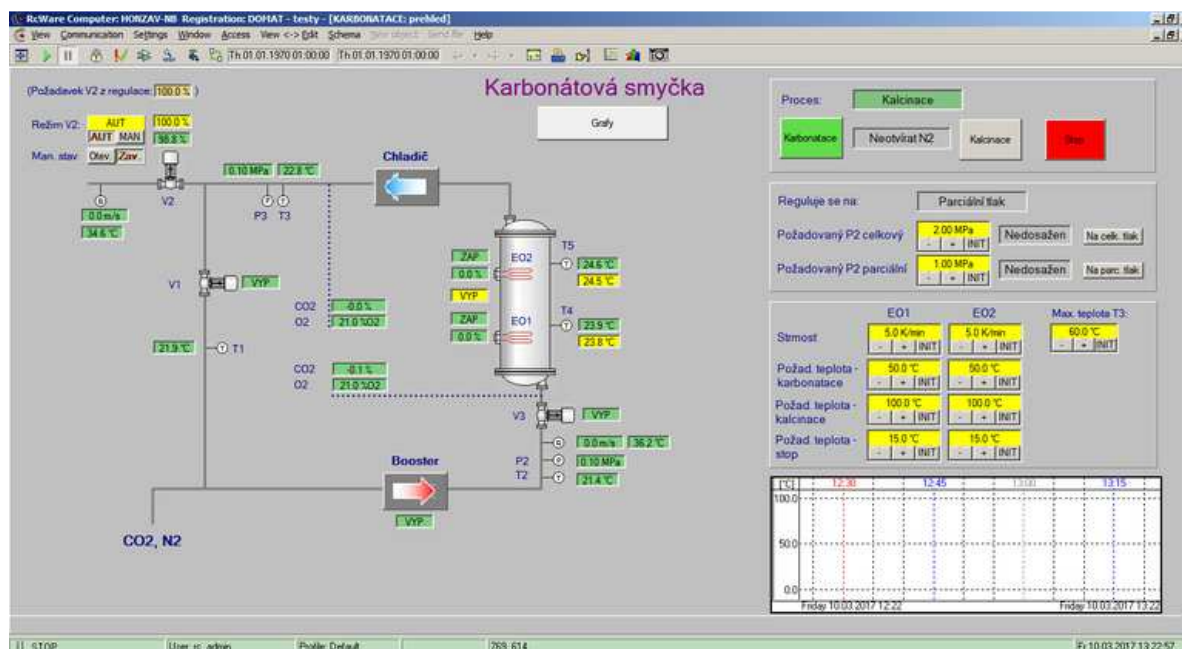 RcWare Computer: HONZAV-NB Registration: DOMAT - testy - [KARBONATACE: prehled]
View Communication Settings Window Access View <-> Edit Schema Help
Th 01.01.1970 01:00:00 Th 01.01.1970 01:00:00
Karbonátová smyčka
Grafy
(Požadavek V2 z regulace: 100.0 % )
Režim V2: AUT 100.0 %
AUT MAN 98.8 %
Man. stav: Otev. Zav.
V2
0.0 m/s
34.6 °C
0.10 MPa 22.8 °C
P3 T3
Chladič
V1 VYP
21.9 °C T1
CO2 -0.0 %
O2 21.0 %O2
CO2 -0.1 %
O2 21.0 %O2
ZAP EO2
0.0 %
VYP
ZAP EO1
0.0 %
T5
24.6 °C
24.5 °C
T4
23.9 °C
23.8 °C
V3 VYP
0.0 m/s 36.2 °C
P2 0.10 MPa
T2 21.4 °C
Booster
VYP
CO2, N2
Proces: Kalcinace
Karbonatace Neotvírat N2 Kalcinace Stop
Reguluje se na: Parciální tlak
Požadovaný P2 celkový 2.00 MPa - + INIT Nedosažen Na celk. tlak
Požadovaný P2 parciální 1.00 MPa - + INIT Nedosažen Na parc. tlak
EO1 EO2 Max. teplota T3:
Strmost 5.0 K/min 5.0 K/min 60.0 °C
- + INIT - + INIT - + INIT
Požad. teplota - karbonatace 50.0 °C 50.0 °C
- + INIT - + INIT
Požad. teplota - kalcinace 100.0 °C 100.0 °C
- + INIT - + INIT
Požad. teplota - stop 15.0 °C 15.0 °C
- + INIT - + INIT
[°C] 12:30 12:45 13:00 13:15
100.0
50.0
0.0
Friday 10.03.2017 12:22 Friday 10.03.2017 13:22
STOP User: rc_admin Profile: Default 769, 614 Fr 10.03.2017 13:22:57